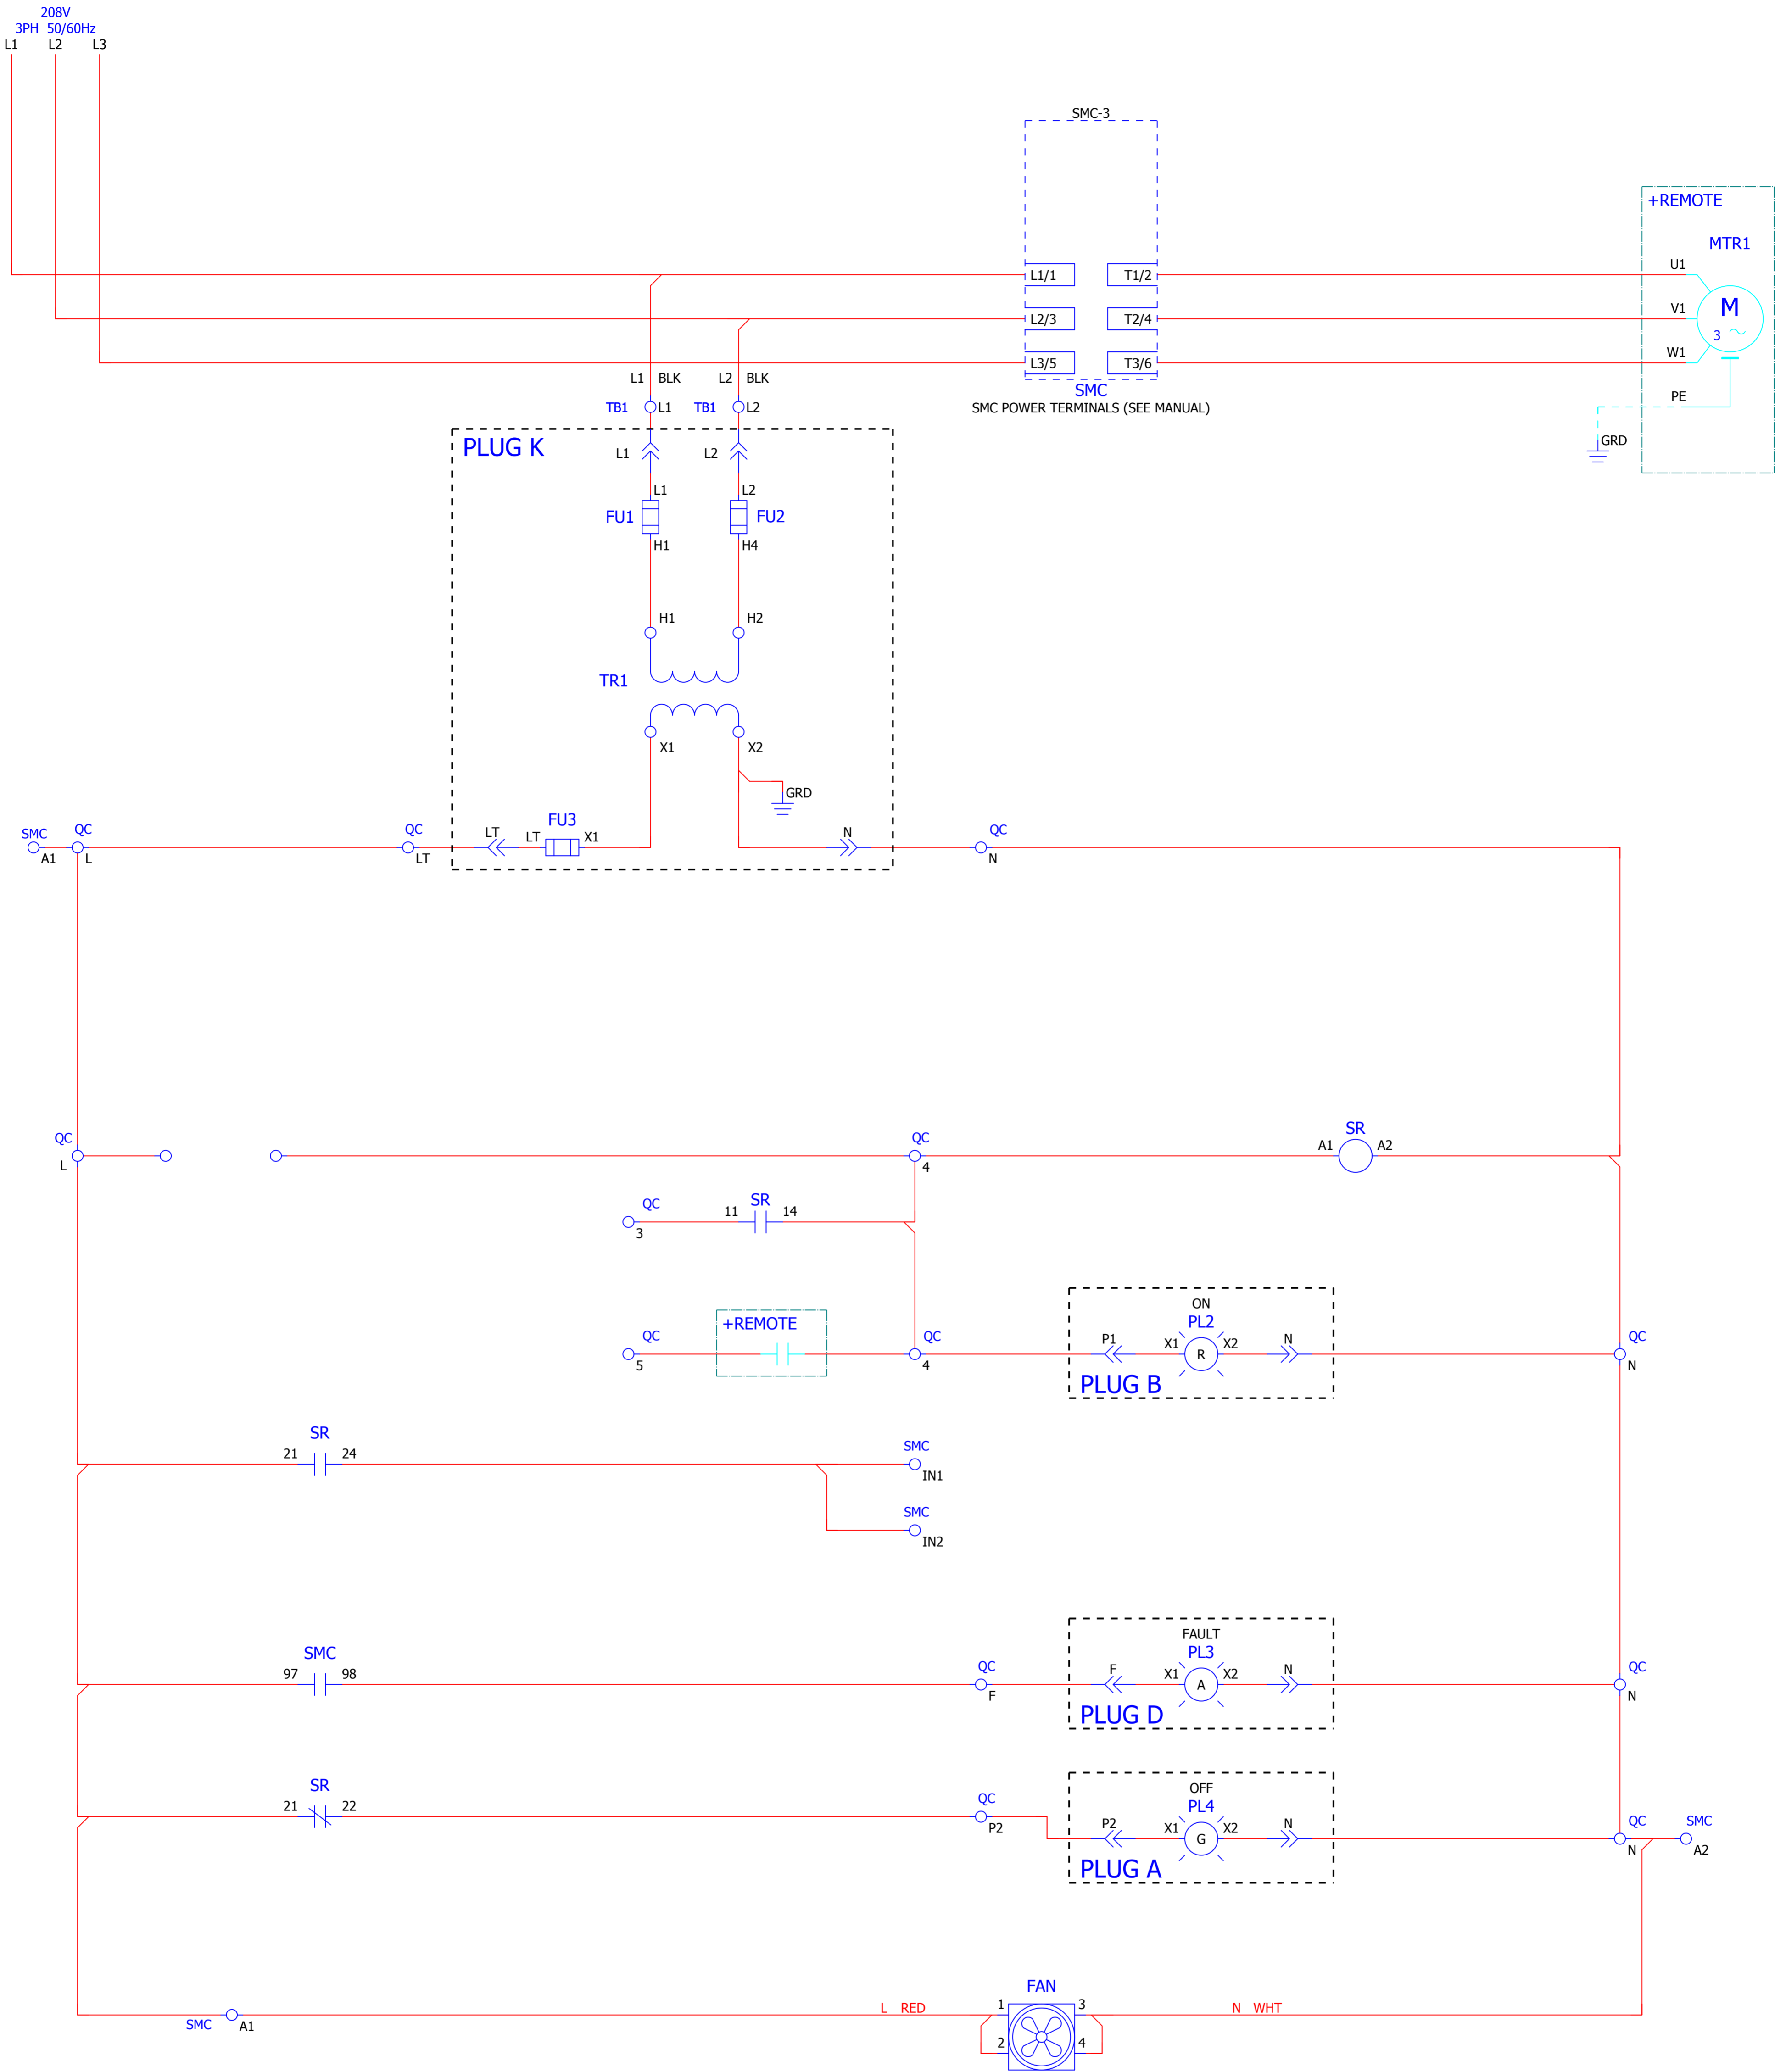 208V
3PH 50/60Hz
L1 L2 L3
SMC-3
+REMOTE
MTR1
U1
L1/1 T1/2
M
V1
3
L2/3 T2/4
W1
L3/5 T3/6
L1 BLK L2 BLK
SMC
PE
TB1 L1 TB1 L2
SMC POWER TERMINALS (SEE MANUAL)
GRD
PLUG K
L1 L2
L1 L2
FU1 FU2
H1 H4
H1 H2
TR1
X1 X2
GRD
FU3
SMC QC QC LT LT X1 N QC
A1 L LT N
QC QC SR
A1 A2
L 4
QC SR
11 14
3
ON
+REMOTE PL2
QC QC P1 X1 X2 N QC
R
5 4 N
PLUG B
SR
21 24 SMC
IN1
SMC
IN2
FAULT
SMC PL3
97 98 QC F X1 X2 N QC
A
F N
PLUG D
SR OFF
21 22 QC PL4
P2 P2 X1 X2 N QC SMC
G
N A2
PLUG A
FAN
L RED 1 3 N WHT
SMC A1
2 4